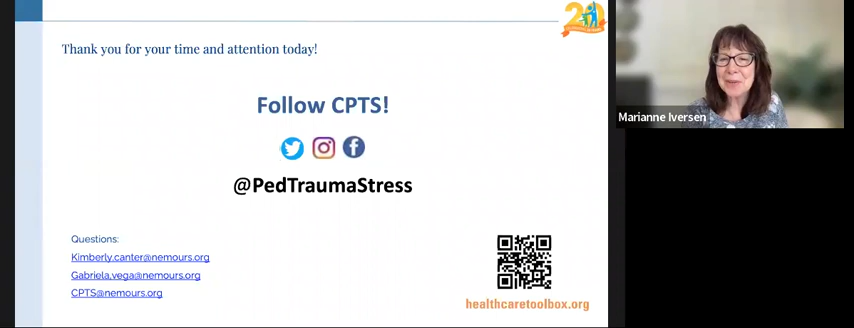 20
Thank you for your time and attention today!
Follow CPTS!
@PedTraumaStress
Questions:
Kimberly.canter@nemours.org
Gabriela.vega@nemours.org
CPTS@nemours.org
healthcaretoolbox.org
Marianne Iversen